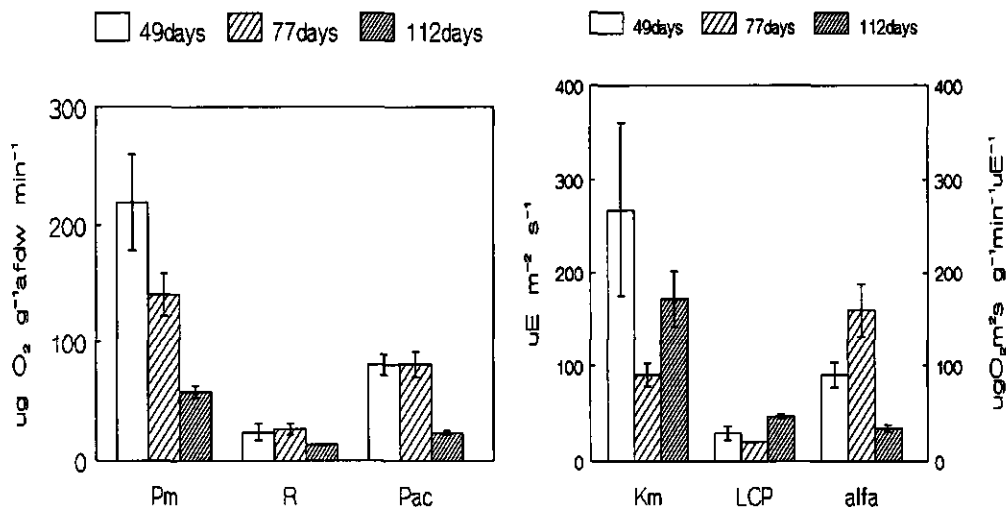 49days 77days 112days
300
200
100
0
ug O₂ g⁻¹afdw min⁻¹
Pm R Pac
49days 77days 112days
400
300
200
100
0
uE m⁻² s⁻¹
400
300
200
100
0
ugO₂m²s g⁻¹min⁻¹uE⁻¹
Km LCP alfa